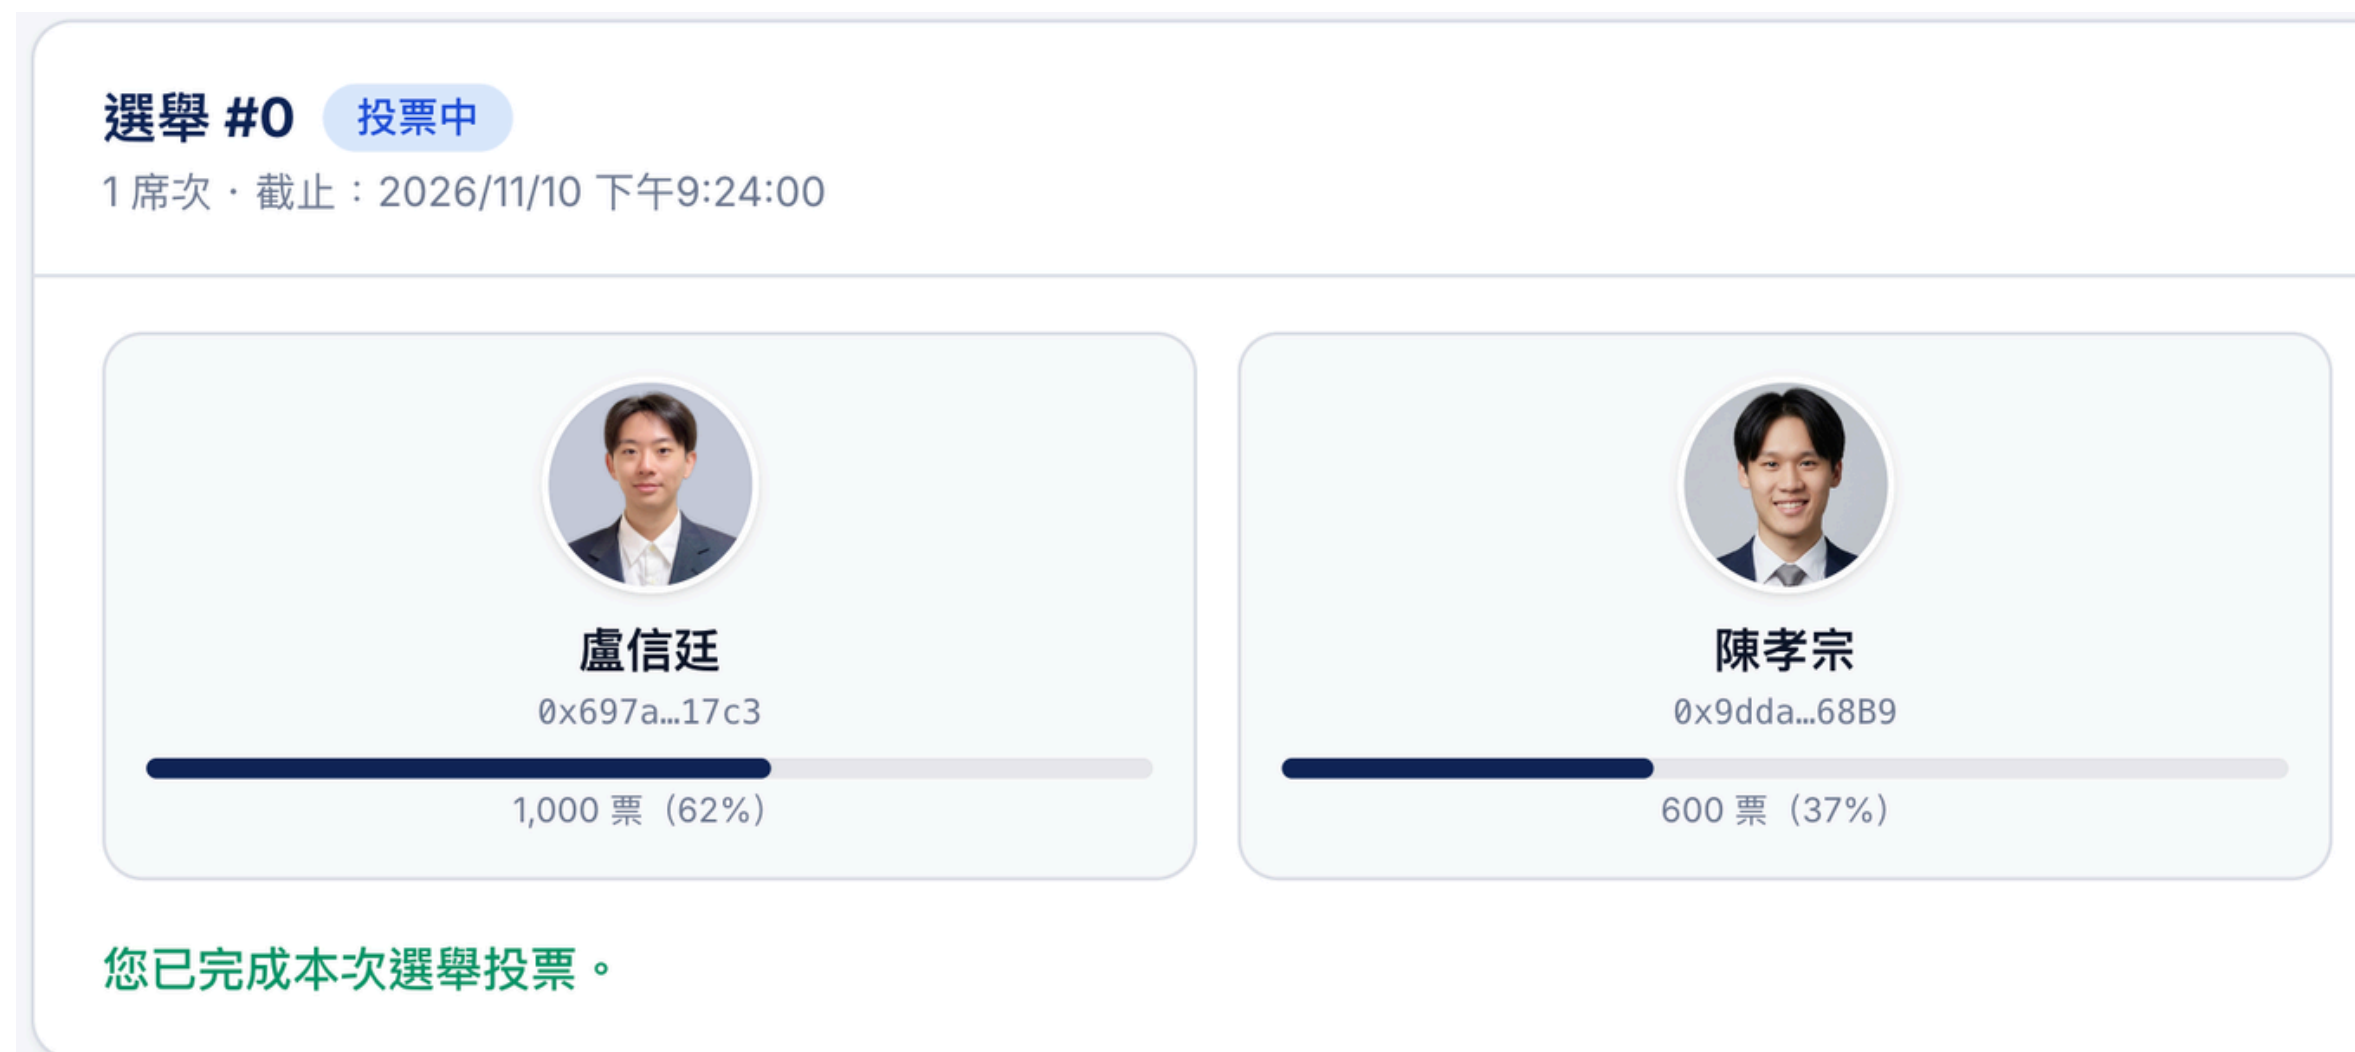 選舉 #0 投票中
1 席次 · 截止：2026/11/10 下午9:24:00
盧信廷
0x697a…17c3
1,000 票（62%）
陳孝宗
0x9dda…68B9
600 票（37%）
您已完成本次選舉投票。